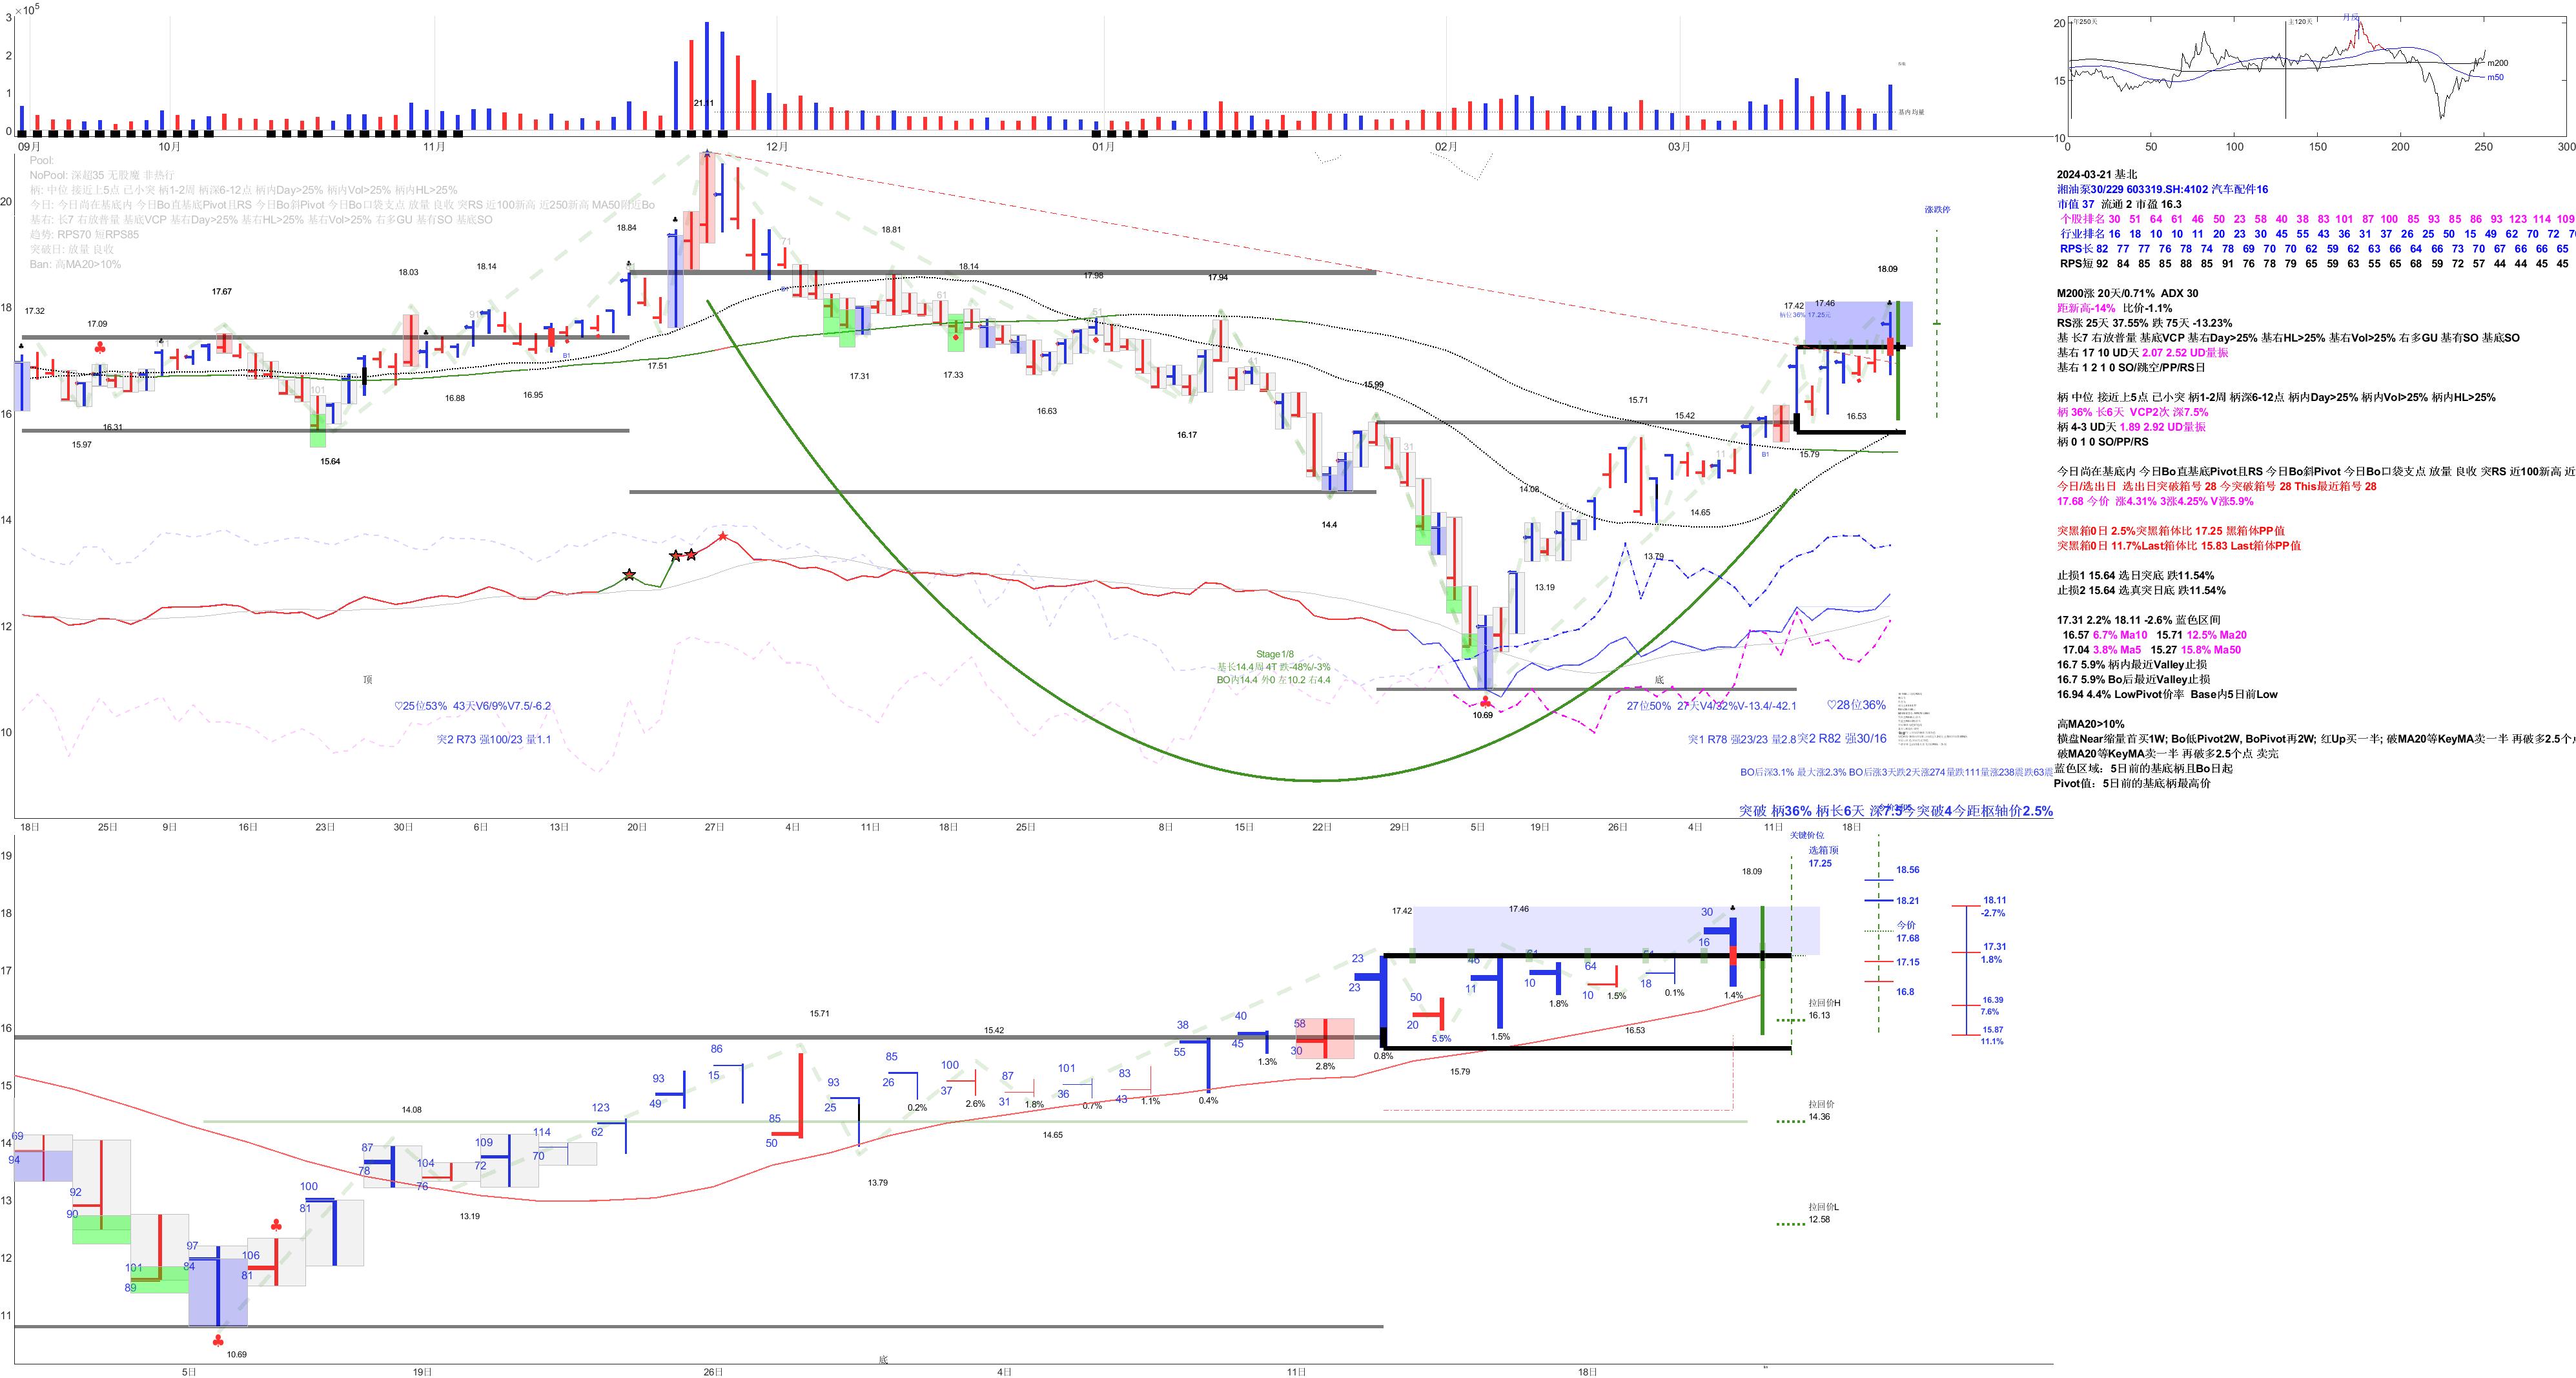 ×10⁵
3
2
1
0
21.11
基内均量
09月 10月 11月 12月 01月 02月 03月
Pool:
NoPool: 深超35 无股魔 非热行
柄: 中位 接近上5点 已小突 柄1-2周 柄深6-12点 柄内Day>25% 柄内Vol>25% 柄内HL>25%
今日: 今日尚在基底内 今日Bo直基底Pivot且RS 今日Bo斜Pivot 今日Bo口袋支点 放量 良收 突RS 近100新高 近250新高 MA50附近Bo
基右: 长7 右放普量 基底VCP 基右Day>25% 基右HL>25% 基右Vol>25% 右多GU 基有SO 基底SO
趋势: RPS70 短RPS85
突破日: 放量 良收
Ban: 高MA20>10%
20
18
16
14
12
10
17.32
17.09
17.67
18.03
18.14
18.84
18.81
18.14
17.98
17.94
15.97
16.31
15.64
16.88
16.95
17.51
17.31
17.33
16.63
16.17
15.99
14.4
14.08
13.19
13.79
15.71
15.42
14.65
15.79
16.53
17.42
17.46
柄位36% 17.25元
18.09
涨跌停
B1
B1
B1
71
61
51
41
31
11
91
101
顶
底
10.69
Stage1/8
基长14.4周 4T 跌-48%/-3%
BO内14.4 外0 左10.2 右4.4
♡25位53% 43天V6/9%V7.5/-6.2
突2 R73 强100/23 量1.1
27位50% 27天V4/32%V-13.4/-42.1
♡28位36%
突1 R78 强23/23 量2.8
突2 R82 强30/16
BO后深3.1% 最大涨2.3% BO后涨3天跌2天涨274量跌111量涨238震跌63震
突破 柄36% 柄长6天 深7.5今突破4今距枢轴价2.5%
18日 25日 9日 16日 23日 30日 6日 13日 20日 27日 4日 11日 18日 25日 8日 15日 22日 29日 5日 19日 26日 4日 11日 18日
19
18
17
16
15
14
13
12
11
69
94
92
90
101
89
97
84
106
81
100
81
87
78
104
76
109
72
114
70
123
62
93
49
86
15
85
50
93
25
85
26
0.2%
100
37
2.6%
87
31
1.8%
101
36
0.7%
83
43
1.1%
38
55
0.4%
40
45
1.3%
58
30
2.8%
23
23
0.8%
50
20
5.5%
46
11
1.5%
61
10
1.8%
64
10
1.5%
51
18
0.1%
30
16
1.4%
10.69
14.08
13.19
15.71
13.79
15.42
14.65
17.42
15.79
17.46
16.53
18.09
底
关键价位
选箱顶
17.25
拉回价H
16.13
拉回价
14.36
拉回价L
12.58
18.56
18.21
今价
17.68
17.15
16.8
18.11
-2.7%
17.31
1.8%
16.39
7.6%
15.87
11.1%
5日 19日 26日 4日 11日 18日
20
15
10
年250天
主120天
月反
m200
m50
0 50 100 150 200 250 300
2024-03-21 基北
湘油泵30/229 603319.SH:4102 汽车配件16
市值 37 流通 2 市盈 16.3
个股排名 30 51 64 61 46 50 23 58 40 38 83 101 87 100 85 93 85 86 93 123 114 109
行业排名 16 18 10 10 11 20 23 30 45 55 43 36 31 37 26 25 50 15 49 62 70 72
RPS长 82 77 77 76 78 74 78 69 70 70 62 59 62 63 66 64 66 73 70 67 66 66 65
RPS短 92 84 85 85 88 85 91 76 78 79 65 59 63 55 65 68 59 72 57 44 44 45 45
M200涨 20天/0.71% ADX 30
距新高-14% 比价-1.1%
RS涨 25天 37.55% 跌 75天 -13.23%
基 长7 右放普量 基底VCP 基右Day>25% 基右HL>25% 基右Vol>25% 右多GU 基有SO 基底SO
基右 17 10 UD天 2.07 2.52 UD量振
基右 1 2 1 0 SO/跳空/PP/RS日
柄 中位 接近上5点 已小突 柄1-2周 柄深6-12点 柄内Day>25% 柄内Vol>25% 柄内HL>25%
柄 36% 长6天 VCP2次 深7.5%
柄 4-3 UD天 1.89 2.92 UD量振
柄 0 1 0 SO/PP/RS
今日尚在基底内 今日Bo直基底Pivot且RS 今日Bo斜Pivot 今日Bo口袋支点 放量 良收 突RS 近100新高 近
今日/选出日 选出日突破箱号 28 今突破箱号 28 This最近箱号 28
17.68 今价 涨4.31% 3涨4.25% V涨5.9%
突黑箱0日 2.5%突黑箱体比 17.25 黑箱体PP值
突黑箱0日 11.7%Last箱体比 15.83 Last箱体PP值
止损1 15.64 选日突底 跌11.54%
止损2 15.64 选真突日底 跌11.54%
17.31 2.2% 18.11 -2.6% 蓝色区间
16.57 6.7% Ma10 15.71 12.5% Ma20
17.04 3.8% Ma5 15.27 15.8% Ma50
16.7 5.9% 柄内最近Valley止损
16.7 5.9% Bo后最近Valley止损
16.94 4.4% LowPivot价率 Base内5日前Low
高MA20>10%
横盘Near缩量首买1W; Bo低Pivot2W, BoPivot再2W; 红Up买一半; 破MA20等KeyMA卖一半 再破多2.5个
破MA20等KeyMA卖一半 再破多2.5个点 卖完
蓝色区域: 5日前的基底柄且Bo日起
Pivot值: 5日前的基底柄最高价